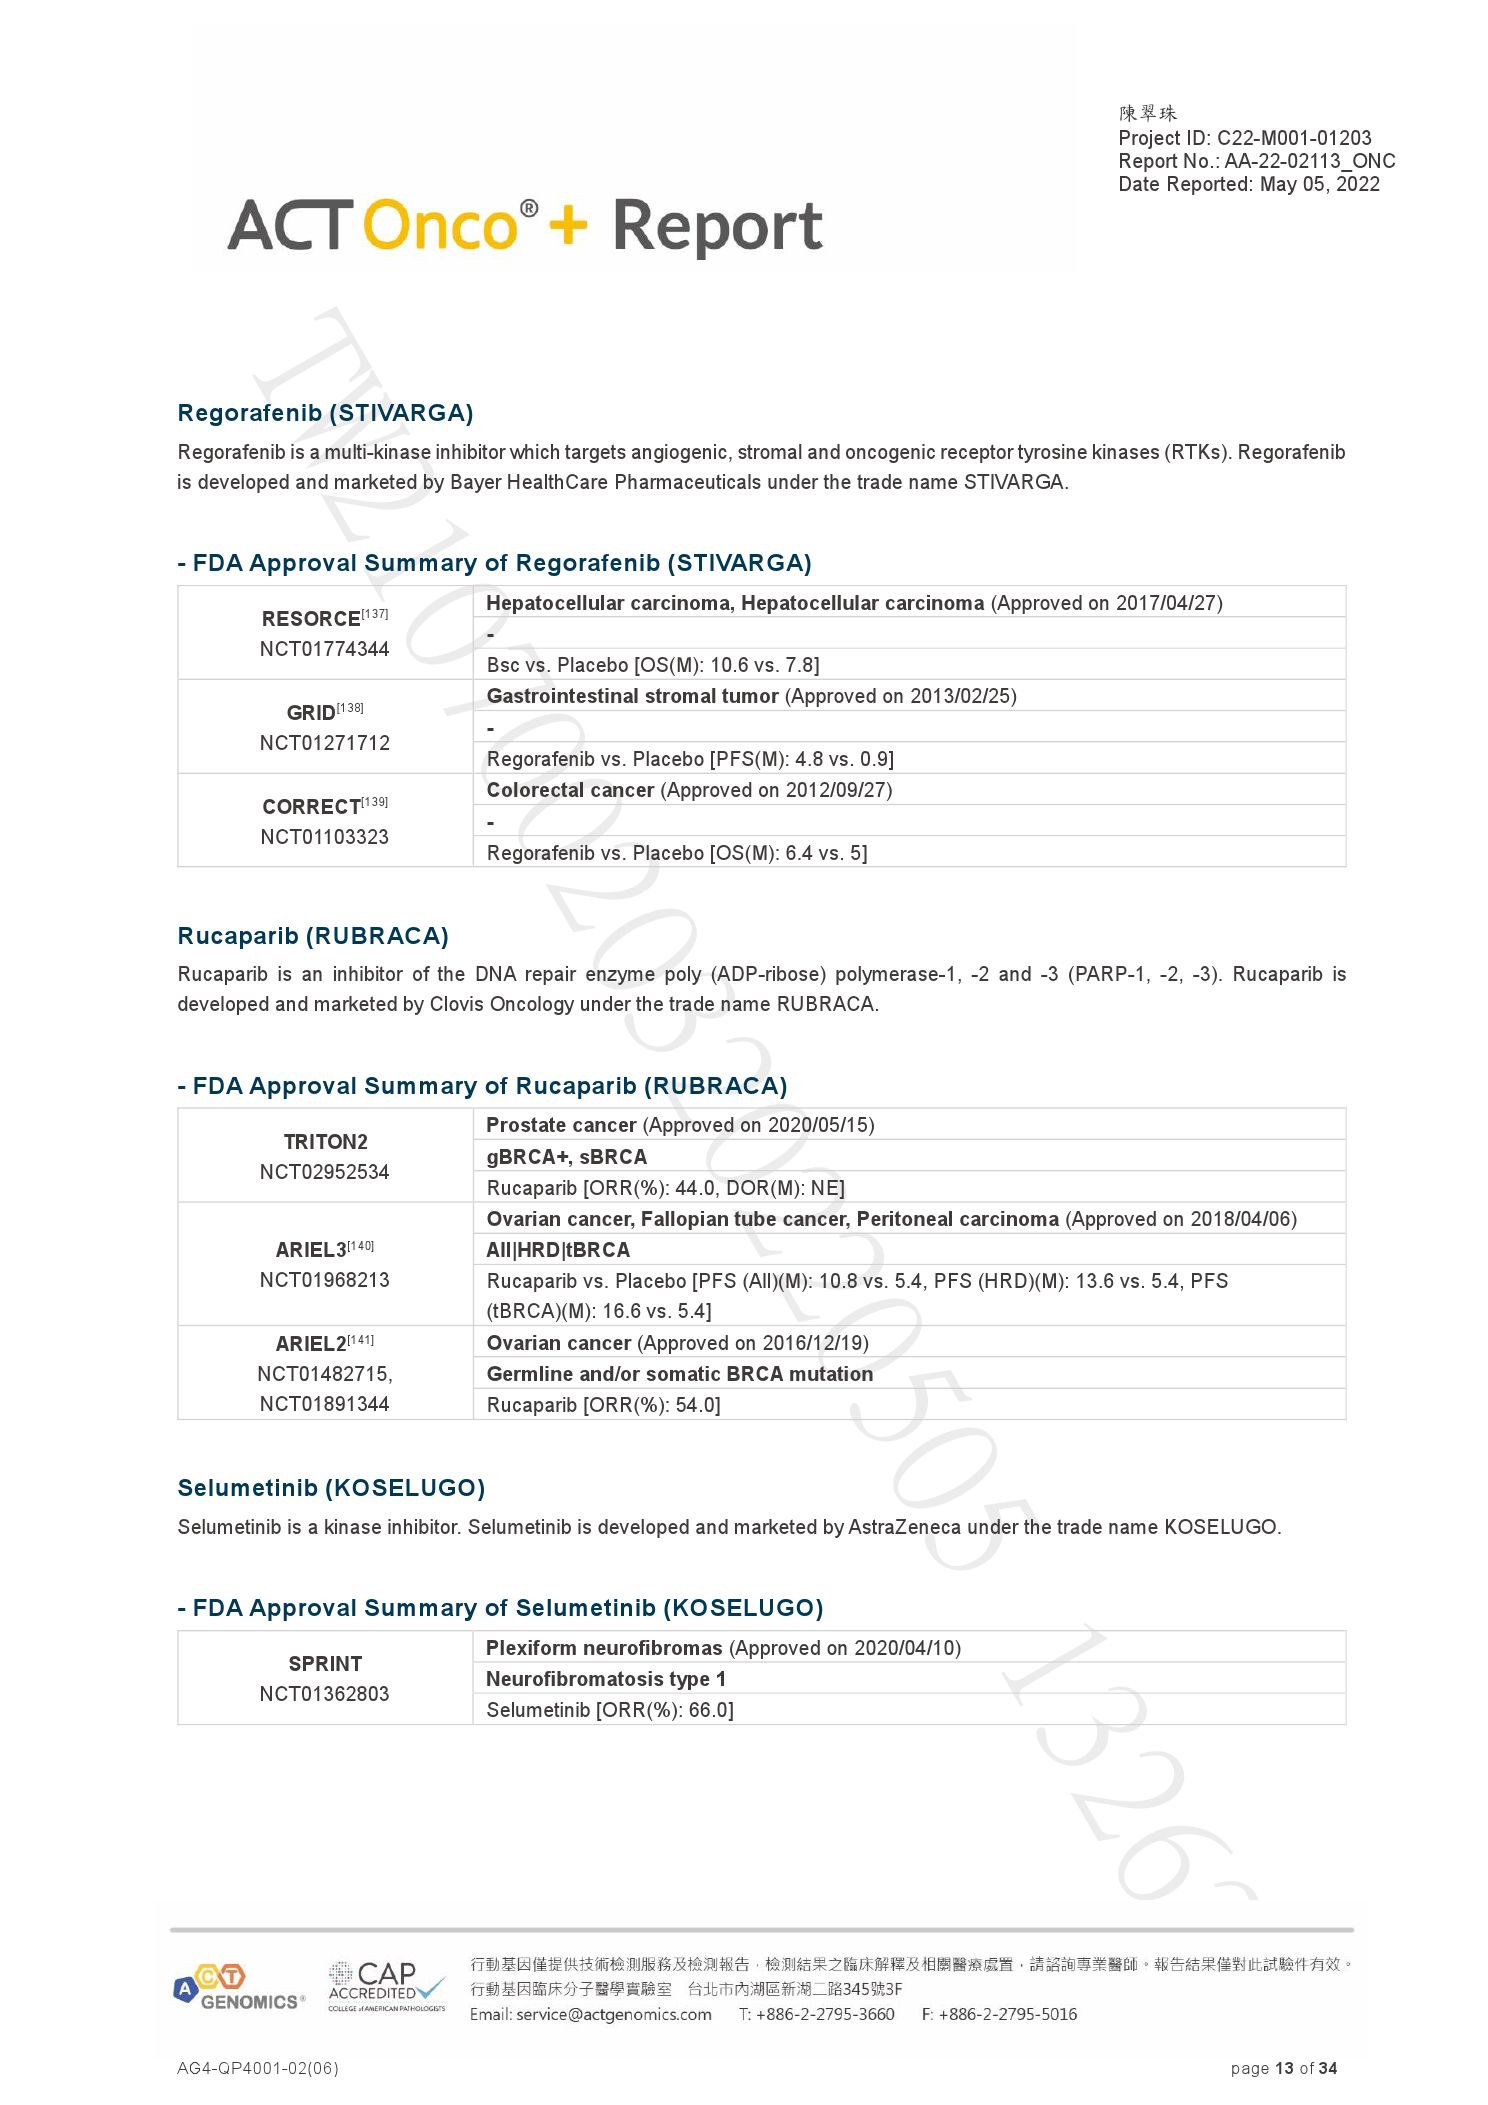 陳翠珠
Project ID: C22-M001-01203
Report No.: AA-22-02113_ONC
Date Reported: May 05, 2022
ACTOnco®+ Report
Regorafenib (STIVARGA)
Regorafenib is a multi-kinase inhibitor which targets angiogenic, stromal and oncogenic receptor tyrosine kinases (RTKs). Regorafenib
is developed and marketed by Bayer HealthCare Pharmaceuticals under the trade name STIVARGA.
- FDA Approval Summary of Regorafenib (STIVARGA)
RESORCE[137]
NCT01774344
Hepatocellular carcinoma, Hepatocellular carcinoma (Approved on 2017/04/27)
-
Bsc vs. Placebo [OS(M): 10.6 vs. 7.8]
GRID[138]
NCT01271712
Gastrointestinal stromal tumor (Approved on 2013/02/25)
-
Regorafenib vs. Placebo [PFS(M): 4.8 vs. 0.9]
CORRECT[139]
NCT01103323
Colorectal cancer (Approved on 2012/09/27)
-
Regorafenib vs. Placebo [OS(M): 6.4 vs. 5]
Rucaparib (RUBRACA)
Rucaparib is an inhibitor of the DNA repair enzyme poly (ADP-ribose) polymerase-1, -2 and -3 (PARP-1, -2, -3). Rucaparib is
developed and marketed by Clovis Oncology under the trade name RUBRACA.
- FDA Approval Summary of Rucaparib (RUBRACA)
TRITON2
NCT02952534
Prostate cancer (Approved on 2020/05/15)
gBRCA+, sBRCA
Rucaparib [ORR(%): 44.0, DOR(M): NE]
ARIEL3[140]
NCT01968213
Ovarian cancer, Fallopian tube cancer, Peritoneal carcinoma (Approved on 2018/04/06)
All|HRD|tBRCA
Rucaparib vs. Placebo [PFS (All)(M): 10.8 vs. 5.4, PFS (HRD)(M): 13.6 vs. 5.4, PFS
(tBRCA)(M): 16.6 vs. 5.4]
ARIEL2[141]
NCT01482715,
NCT01891344
Ovarian cancer (Approved on 2016/12/19)
Germline and/or somatic BRCA mutation
Rucaparib [ORR(%): 54.0]
Selumetinib (KOSELUGO)
Selumetinib is a kinase inhibitor. Selumetinib is developed and marketed by AstraZeneca under the trade name KOSELUGO.
- FDA Approval Summary of Selumetinib (KOSELUGO)
SPRINT
NCT01362803
Plexiform neurofibromas (Approved on 2020/04/10)
Neurofibromatosis type 1
Selumetinib [ORR(%): 66.0]
ACT GENOMICS®
CAP
ACCREDITED
COLLEGE of AMERICAN PATHOLOGISTS
行動基因僅提供技術檢測服務及檢測報告，檢測結果之臨床解釋及相關醫療處置，請諮詢專業醫師。報告結果僅對此試驗件有效。
行動基因臨床分子醫學實驗室 台北市內湖區新湖二路345號3F
Email: service@actgenomics.com T: +886-2-2795-3660 F: +886-2-2795-5016
AG4-QP4001-02(06)
page 13 of 34